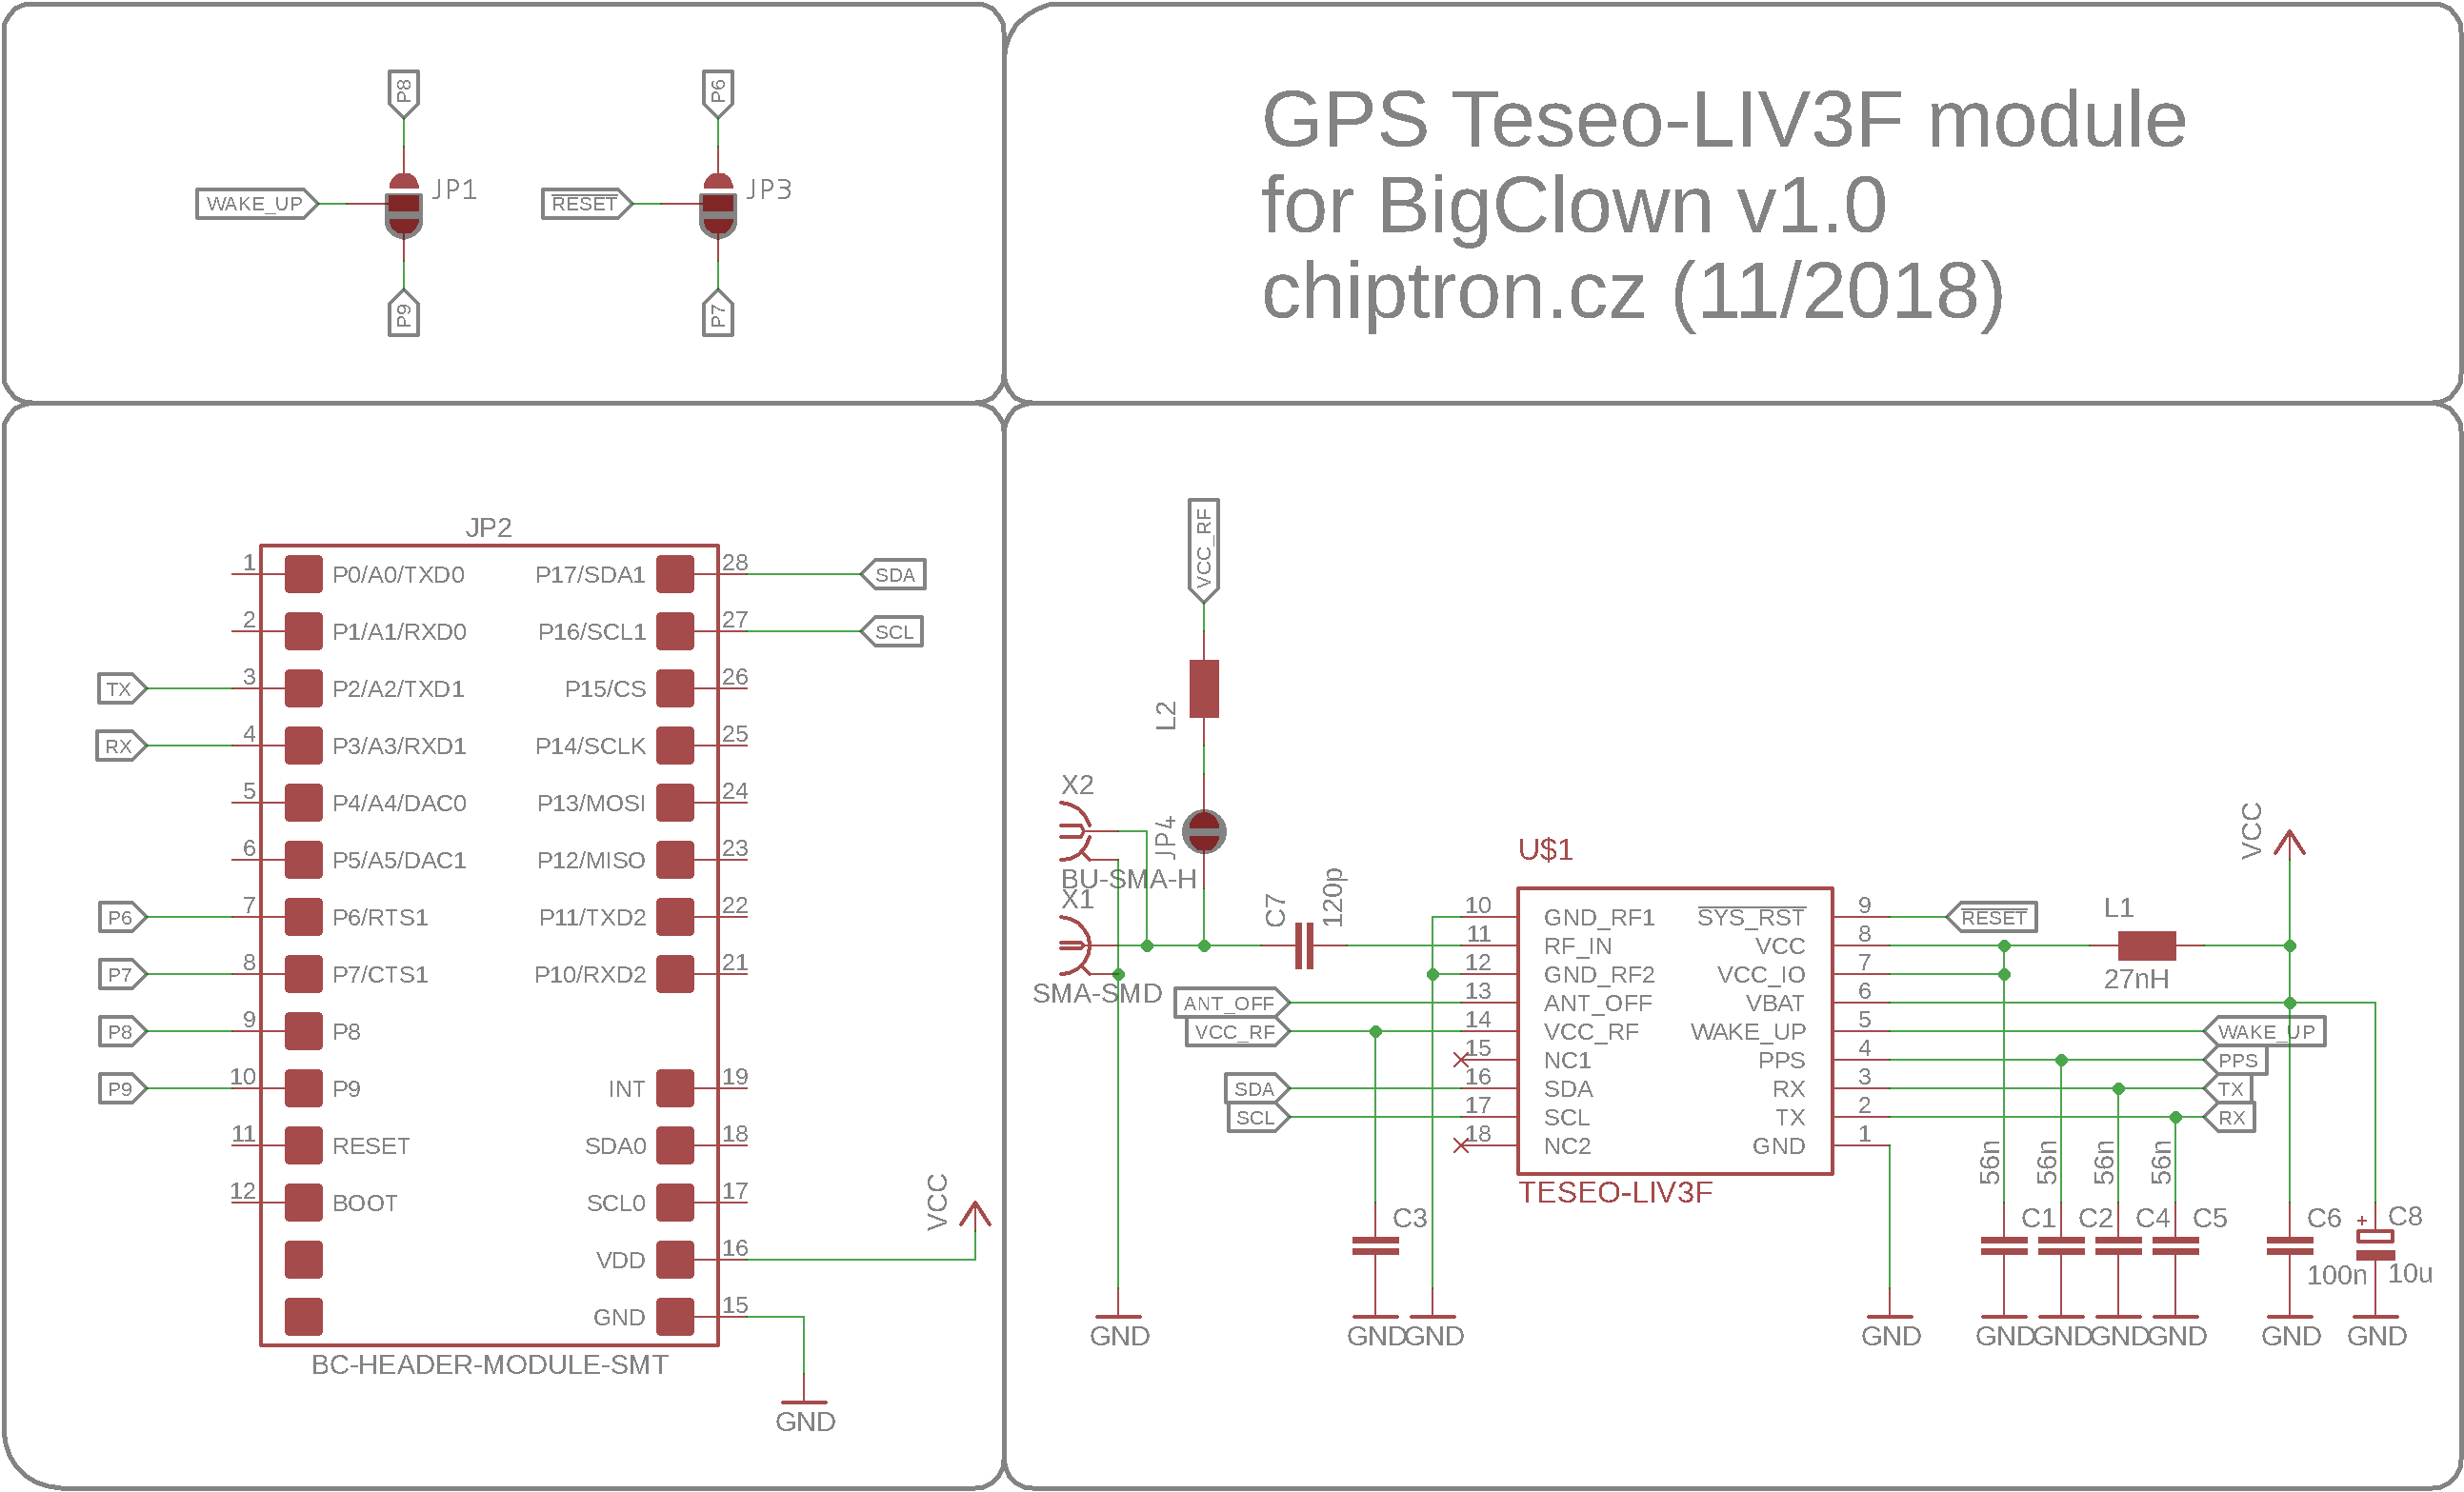 P8
P6
WAKE_UP
JP1
RESET
JP3
P9
P7
GPS Teseo-LIV3F module
for BigClown v1.0
chiptron.cz (11/2018)
JP2
1 P0/A0/TXD0 P17/SDA1 28 SDA
2 P1/A1/RXD0 P16/SCL1 27 SCL
TX 3 P2/A2/TXD1 P15/CS 26
RX 4 P3/A3/RXD1 P14/SCLK 25
5 P4/A4/DAC0 P13/MOSI 24
6 P5/A5/DAC1 P12/MISO 23
P6 7 P6/RTS1 P11/TXD2 22
P7 8 P7/CTS1 P10/RXD2 21
P8 9 P8
P9 10 P9 INT 19
11 RESET SDA0 18
12 BOOT SCL0 17
VCC
VDD 16
GND 15
BC-HEADER-MODULE-SMT
GND
VCC_RF
L2
X2
JP4
BU-SMA-H
X1
SMA-SMD
C7
120p
U$1
VCC
10 GND_RF1 SYS_RST 9 RESET
L1
11 RF_IN VCC 8
27nH
12 GND_RF2 VCC_IO 7
ANT_OFF 13 ANT_OFF VBAT 6
VCC_RF 14 VCC_RF WAKE_UP 5 WAKE_UP
15 NC1 PPS 4 PPS
SDA 16 SDA RX 3 TX
SCL 17 SCL TX 2 RX
18 NC2 GND 1
TESEO-LIV3F
56n 56n 56n 56n
C3
C1 C2 C4 C5 C6 + C8
100n 10u
GND GND GND GND GND GND GND GND GND GND